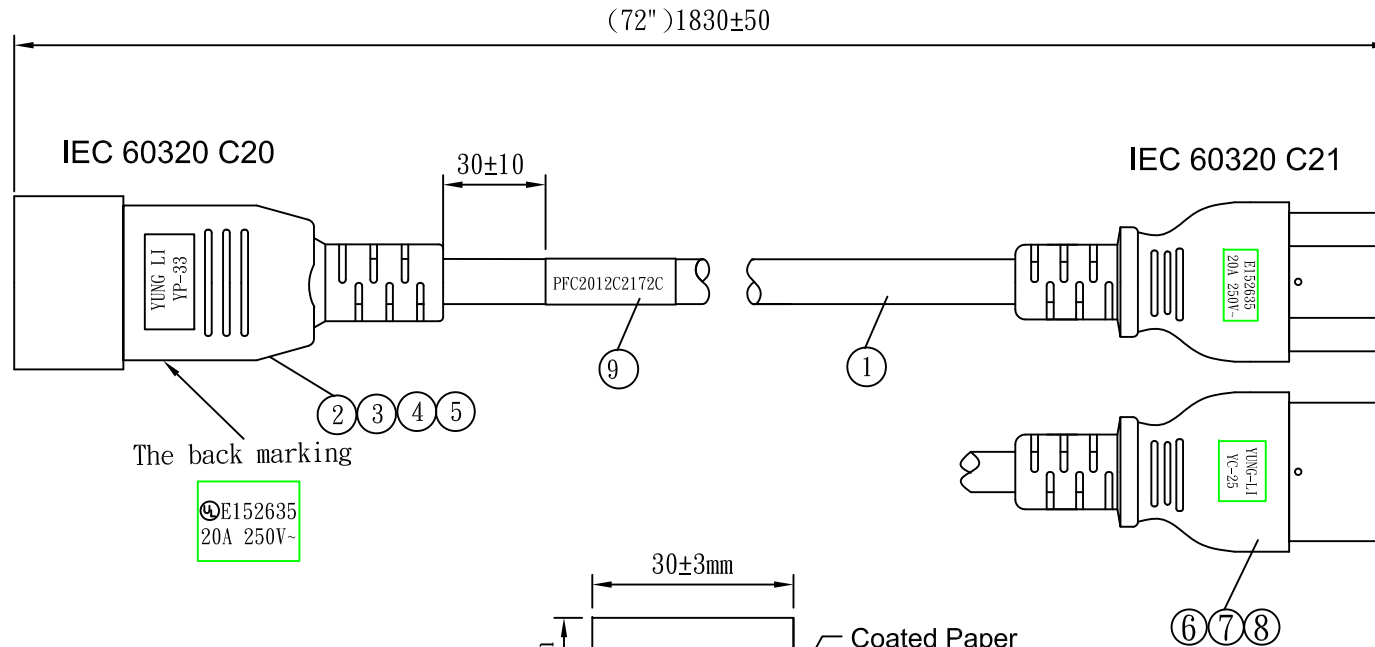 (72")1830±50
IEC 60320 C20
30±10
IEC 60320 C21
YUNG LI
YP-33
PFC2012C2172C
E152635
20A 250V~
9
1
2 3 4 5
The back marking
UL E152635
20A 250V~
YUNG-LI
YC-25
30±3mm
Coated Paper
6 7 8